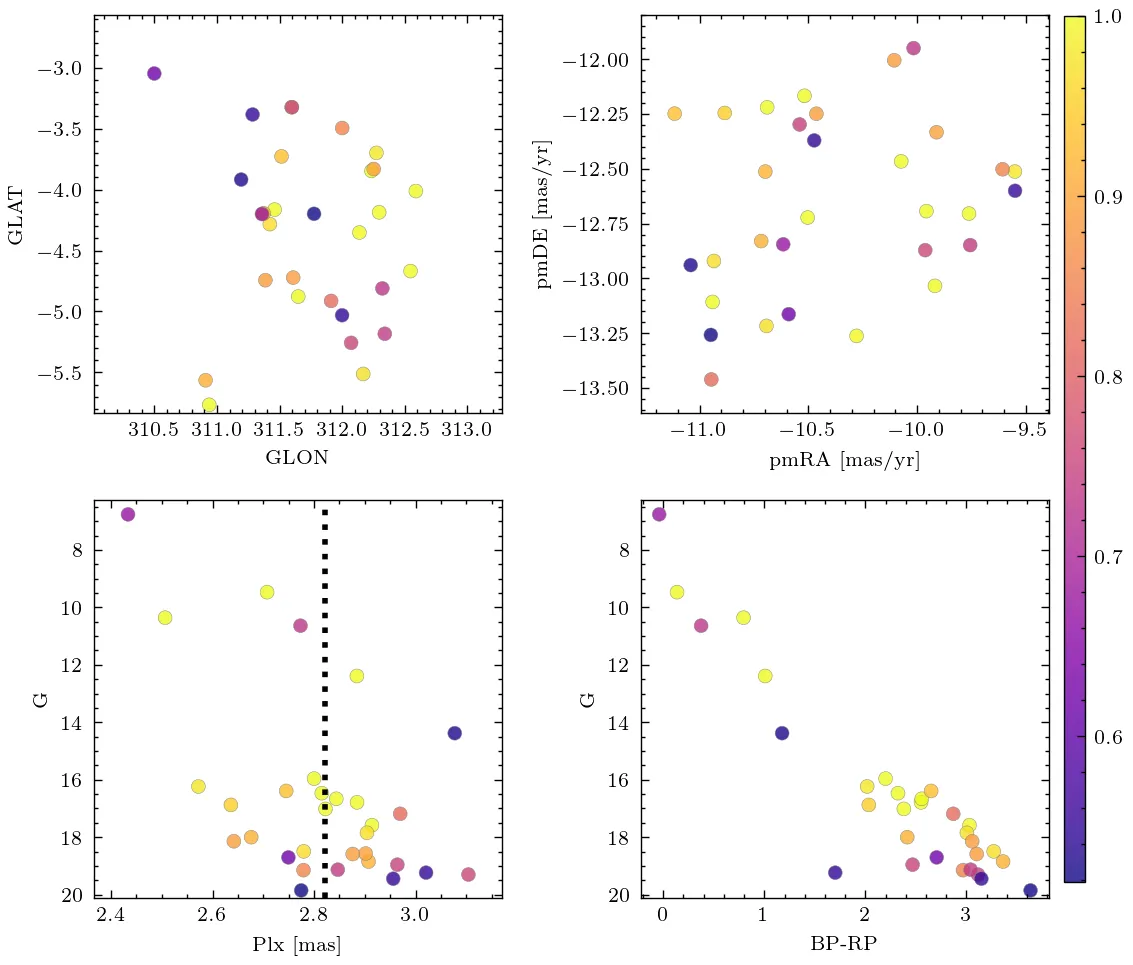 −3.0
−3.5
−4.0
−4.5
−5.0
−5.5
GLAT
310.5 311.0 311.5 312.0 312.5 313.0
GLON
−12.00
−12.25
−12.50
−12.75
−13.00
−13.25
−13.50
pmDE [mas/yr]
−11.0 −10.5 −10.0 −9.5
pmRA [mas/yr]
8
10
12
14
16
18
20
G
2.4 2.6 2.8 3.0
Plx [mas]
8
10
12
14
16
18
20
G
0 1 2 3
BP-RP
1.0
0.9
0.8
0.7
0.6